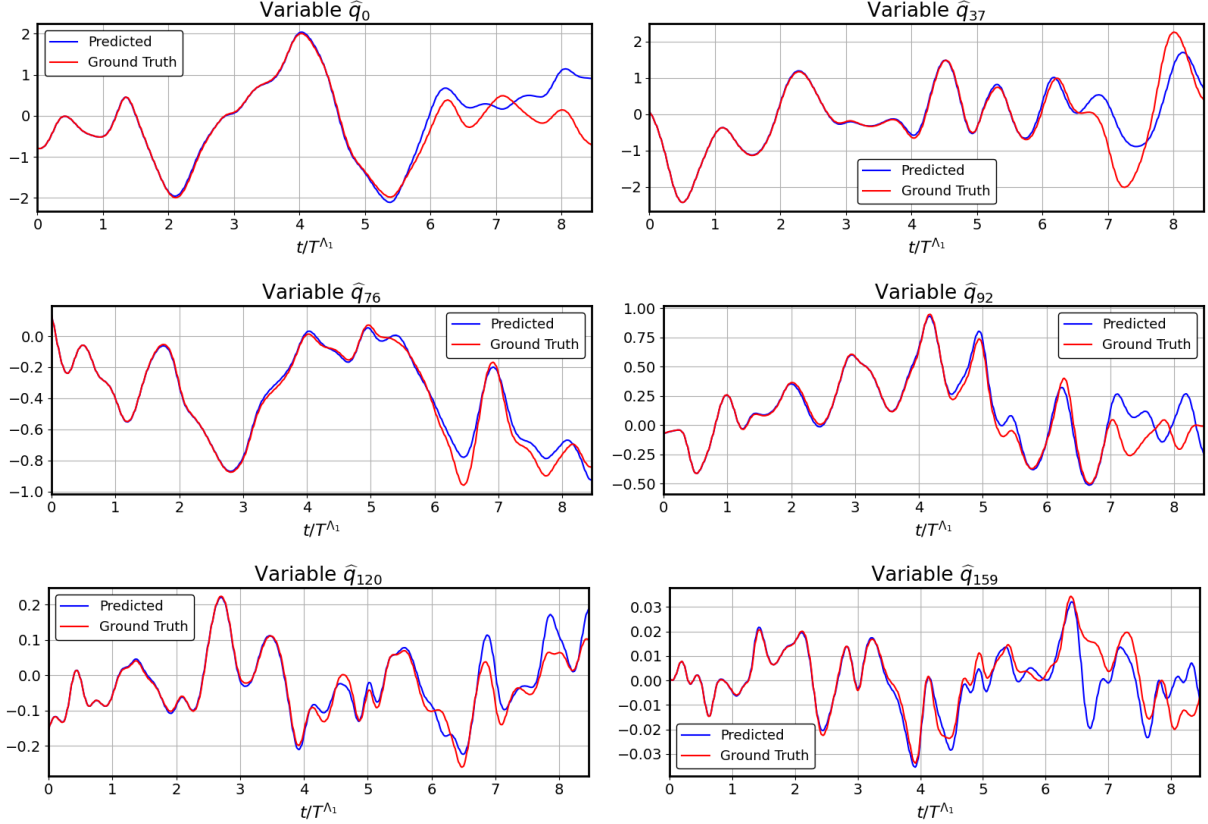 Variable q̂₀
2
1
0
−1
−2
Predicted
Ground Truth
0 1 2 3 4 5 6 7 8
t/T^Λ₁
Variable q̂₃₇
2
1
0
−1
−2
Predicted
Ground Truth
0 1 2 3 4 5 6 7 8
t/T^Λ₁
Variable q̂₇₆
0.0
−0.2
−0.4
−0.6
−0.8
−1.0
Predicted
Ground Truth
0 1 2 3 4 5 6 7 8
t/T^Λ₁
Variable q̂₉₂
1.00
0.75
0.50
0.25
0.00
−0.25
−0.50
Predicted
Ground Truth
0 1 2 3 4 5 6 7 8
t/T^Λ₁
Variable q̂₁₂₀
0.2
0.1
0.0
−0.1
−0.2
Predicted
Ground Truth
0 1 2 3 4 5 6 7 8
t/T^Λ₁
Variable q̂₁₅₉
0.03
0.02
0.01
0.00
−0.01
−0.02
−0.03
Predicted
Ground Truth
0 1 2 3 4 5 6 7 8
t/T^Λ₁